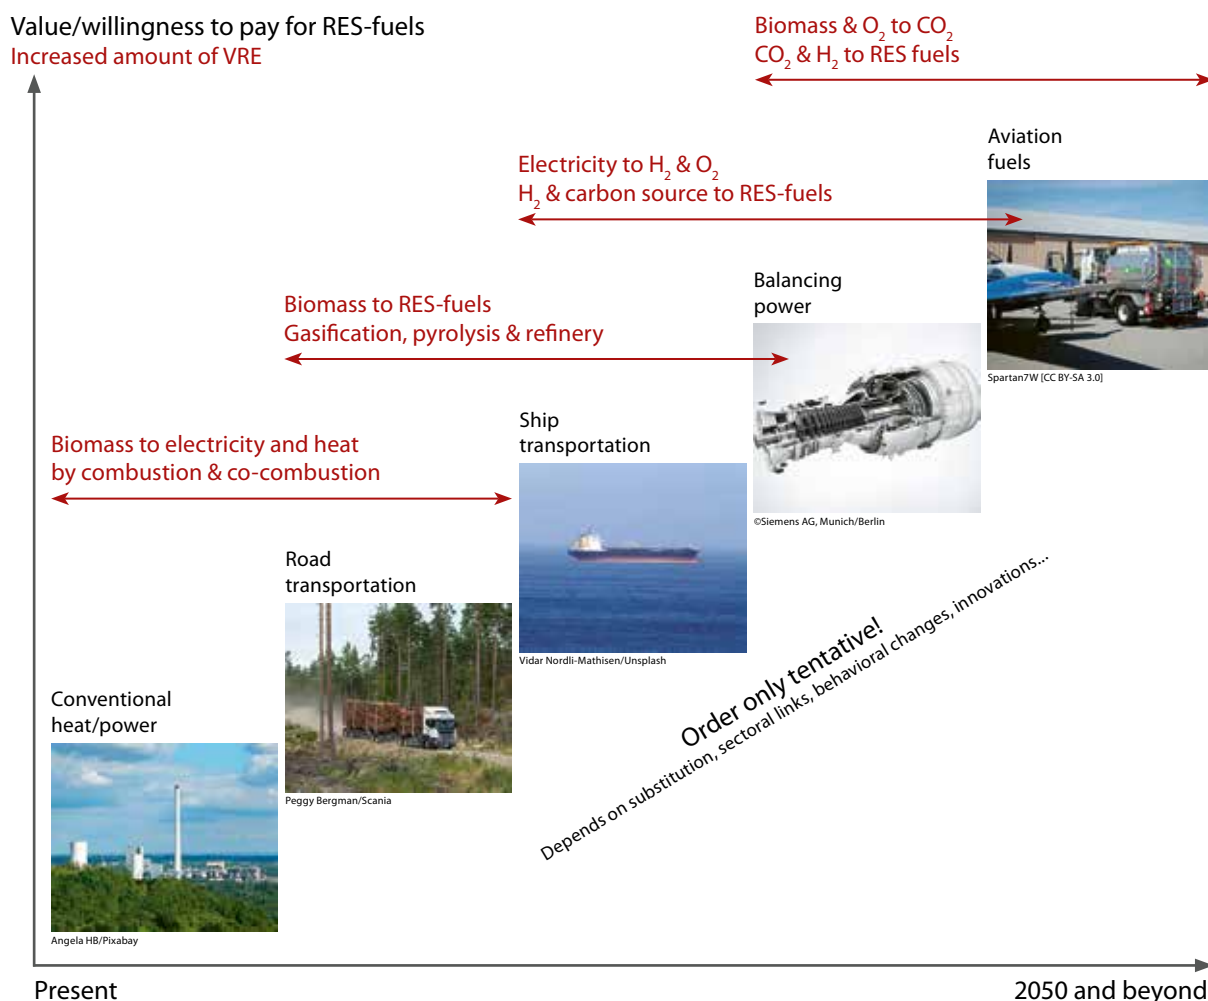 Value/willingness to pay for RES-fuels
Increased amount of VRE
Biomass & O₂ to CO₂
CO₂ & H₂ to RES fuels
Aviation
fuels
Electricity to H₂ & O₂
H₂ & carbon source to RES-fuels
Spartan7W [CC BY-SA 3.0]
Balancing
power
Biomass to RES-fuels
Gasification, pyrolysis & refinery
©Siemens AG, Munich/Berlin
Ship
transportation
Biomass to electricity and heat
by combustion & co-combustion
Vidar Nordli-Mathisen/Unsplash
Road
transportation
Peggy Bergman/Scania
Order only tentative!
Depends on substitution, sectoral links, behavioral changes, innovations...
Conventional
heat/power
Angela HB/Pixabay
Present
2050 and beyond